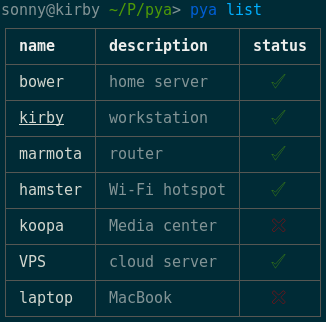 sonny@kirby ~/P/pya> pya list
name description status
bower home server ✓
kirby workstation ✓
marmota router ✓
hamster Wi-Fi hotspot ✓
koopa Media center ✗
VPS cloud server ✓
laptop MacBook ✗